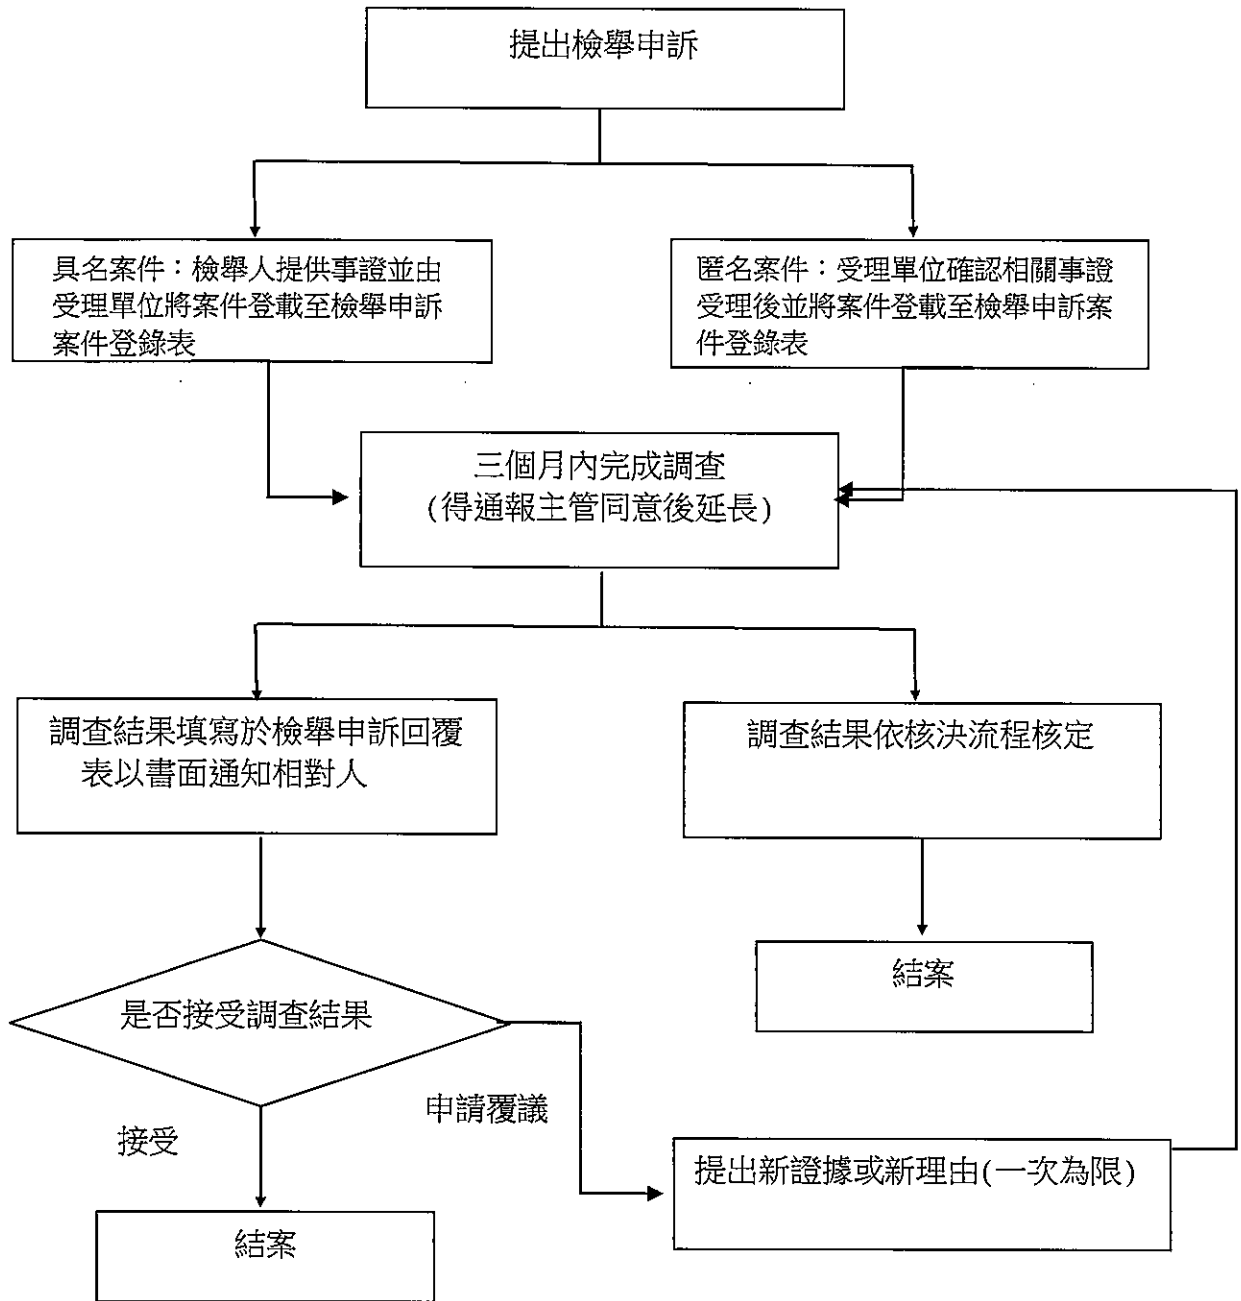 提出檢舉申訴
具名案件：檢舉人提供事證並由
受理單位將案件登載至檢舉申訴
案件登錄表
匿名案件：受理單位確認相關事證
受理後並將案件登載至檢舉申訴案
件登錄表
三個月內完成調查
(得通報主管同意後延長)
調查結果填寫於檢舉申訴回覆
表以書面通知相對人
調查結果依核決流程核定
結案
是否接受調查結果
申請覆議
接受
提出新證據或新理由(一次為限)
結案